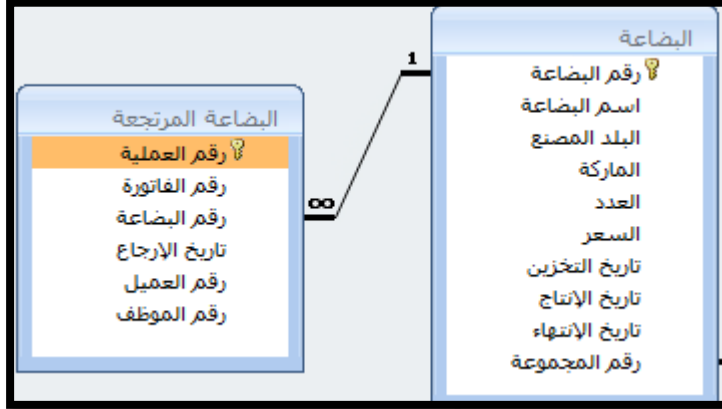 البضاعة
رقم البضاعة
اسم البضاعة
البلد المصنع
الماركة
العدد
السعر
تاريخ التخزين
تاريخ الإنتاج
تاريخ الإنتهاء
رقم المجموعة
1
∞
البضاعة المرتجعة
رقم العملية
رقم الفاتورة
رقم البضاعة
تاريخ الإرجاع
رقم العميل
رقم الموظف